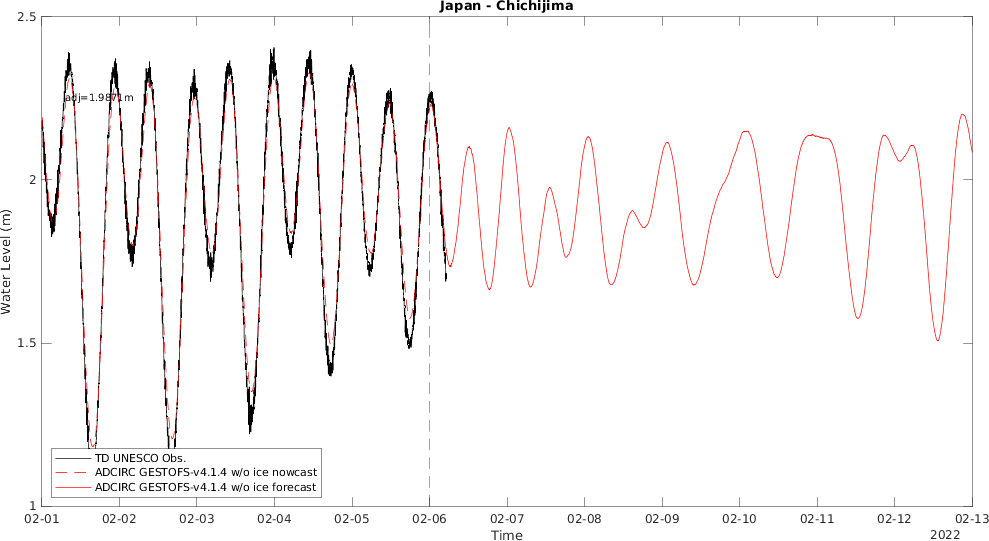 Japan - Chichijima
2.5
2
1.5
1
Water Level (m)
adj=1.9871m
TD UNESCO Obs.
ADCIRC GESTOFS-v4.1.4 w/o ice nowcast
ADCIRC GESTOFS-v4.1.4 w/o ice forecast
02-01 02-02 02-03 02-04 02-05 02-06 02-07 02-08 02-09 02-10 02-11 02-12 02-13
Time
2022